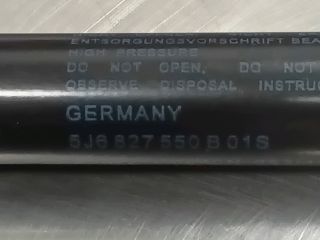 ENTSORGUNGSVORSCHRIFT BEA
HIGH PRESSURE
DO NOT OPEN. DO NOT
OBSERVE DISPOSAL INSTRUC
GERMANY
5J6 827 550 B 01S